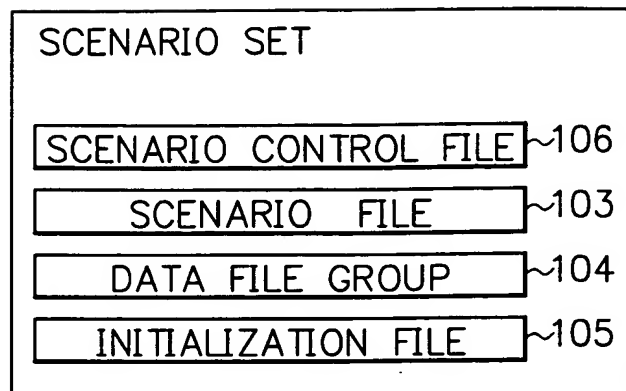 SCENARIO SET
SCENARIO CONTROL FILE ~106
SCENARIO FILE ~103
DATA FILE GROUP ~104
INITIALIZATION FILE ~105